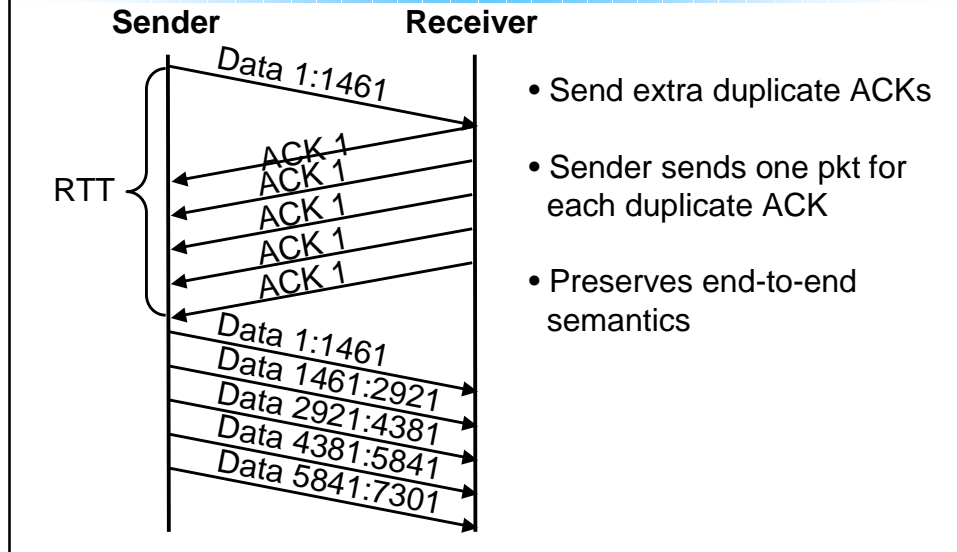 Sender Receiver
Data 1:1461
ACK 1
ACK 1
ACK 1
ACK 1
ACK 1
RTT
Data 1:1461
Data 1461:2921
Data 2921:4381
Data 4381:5841
Data 5841:7301
• Send extra duplicate ACKs
• Sender sends one pkt for
each duplicate ACK
• Preserves end-to-end
semantics